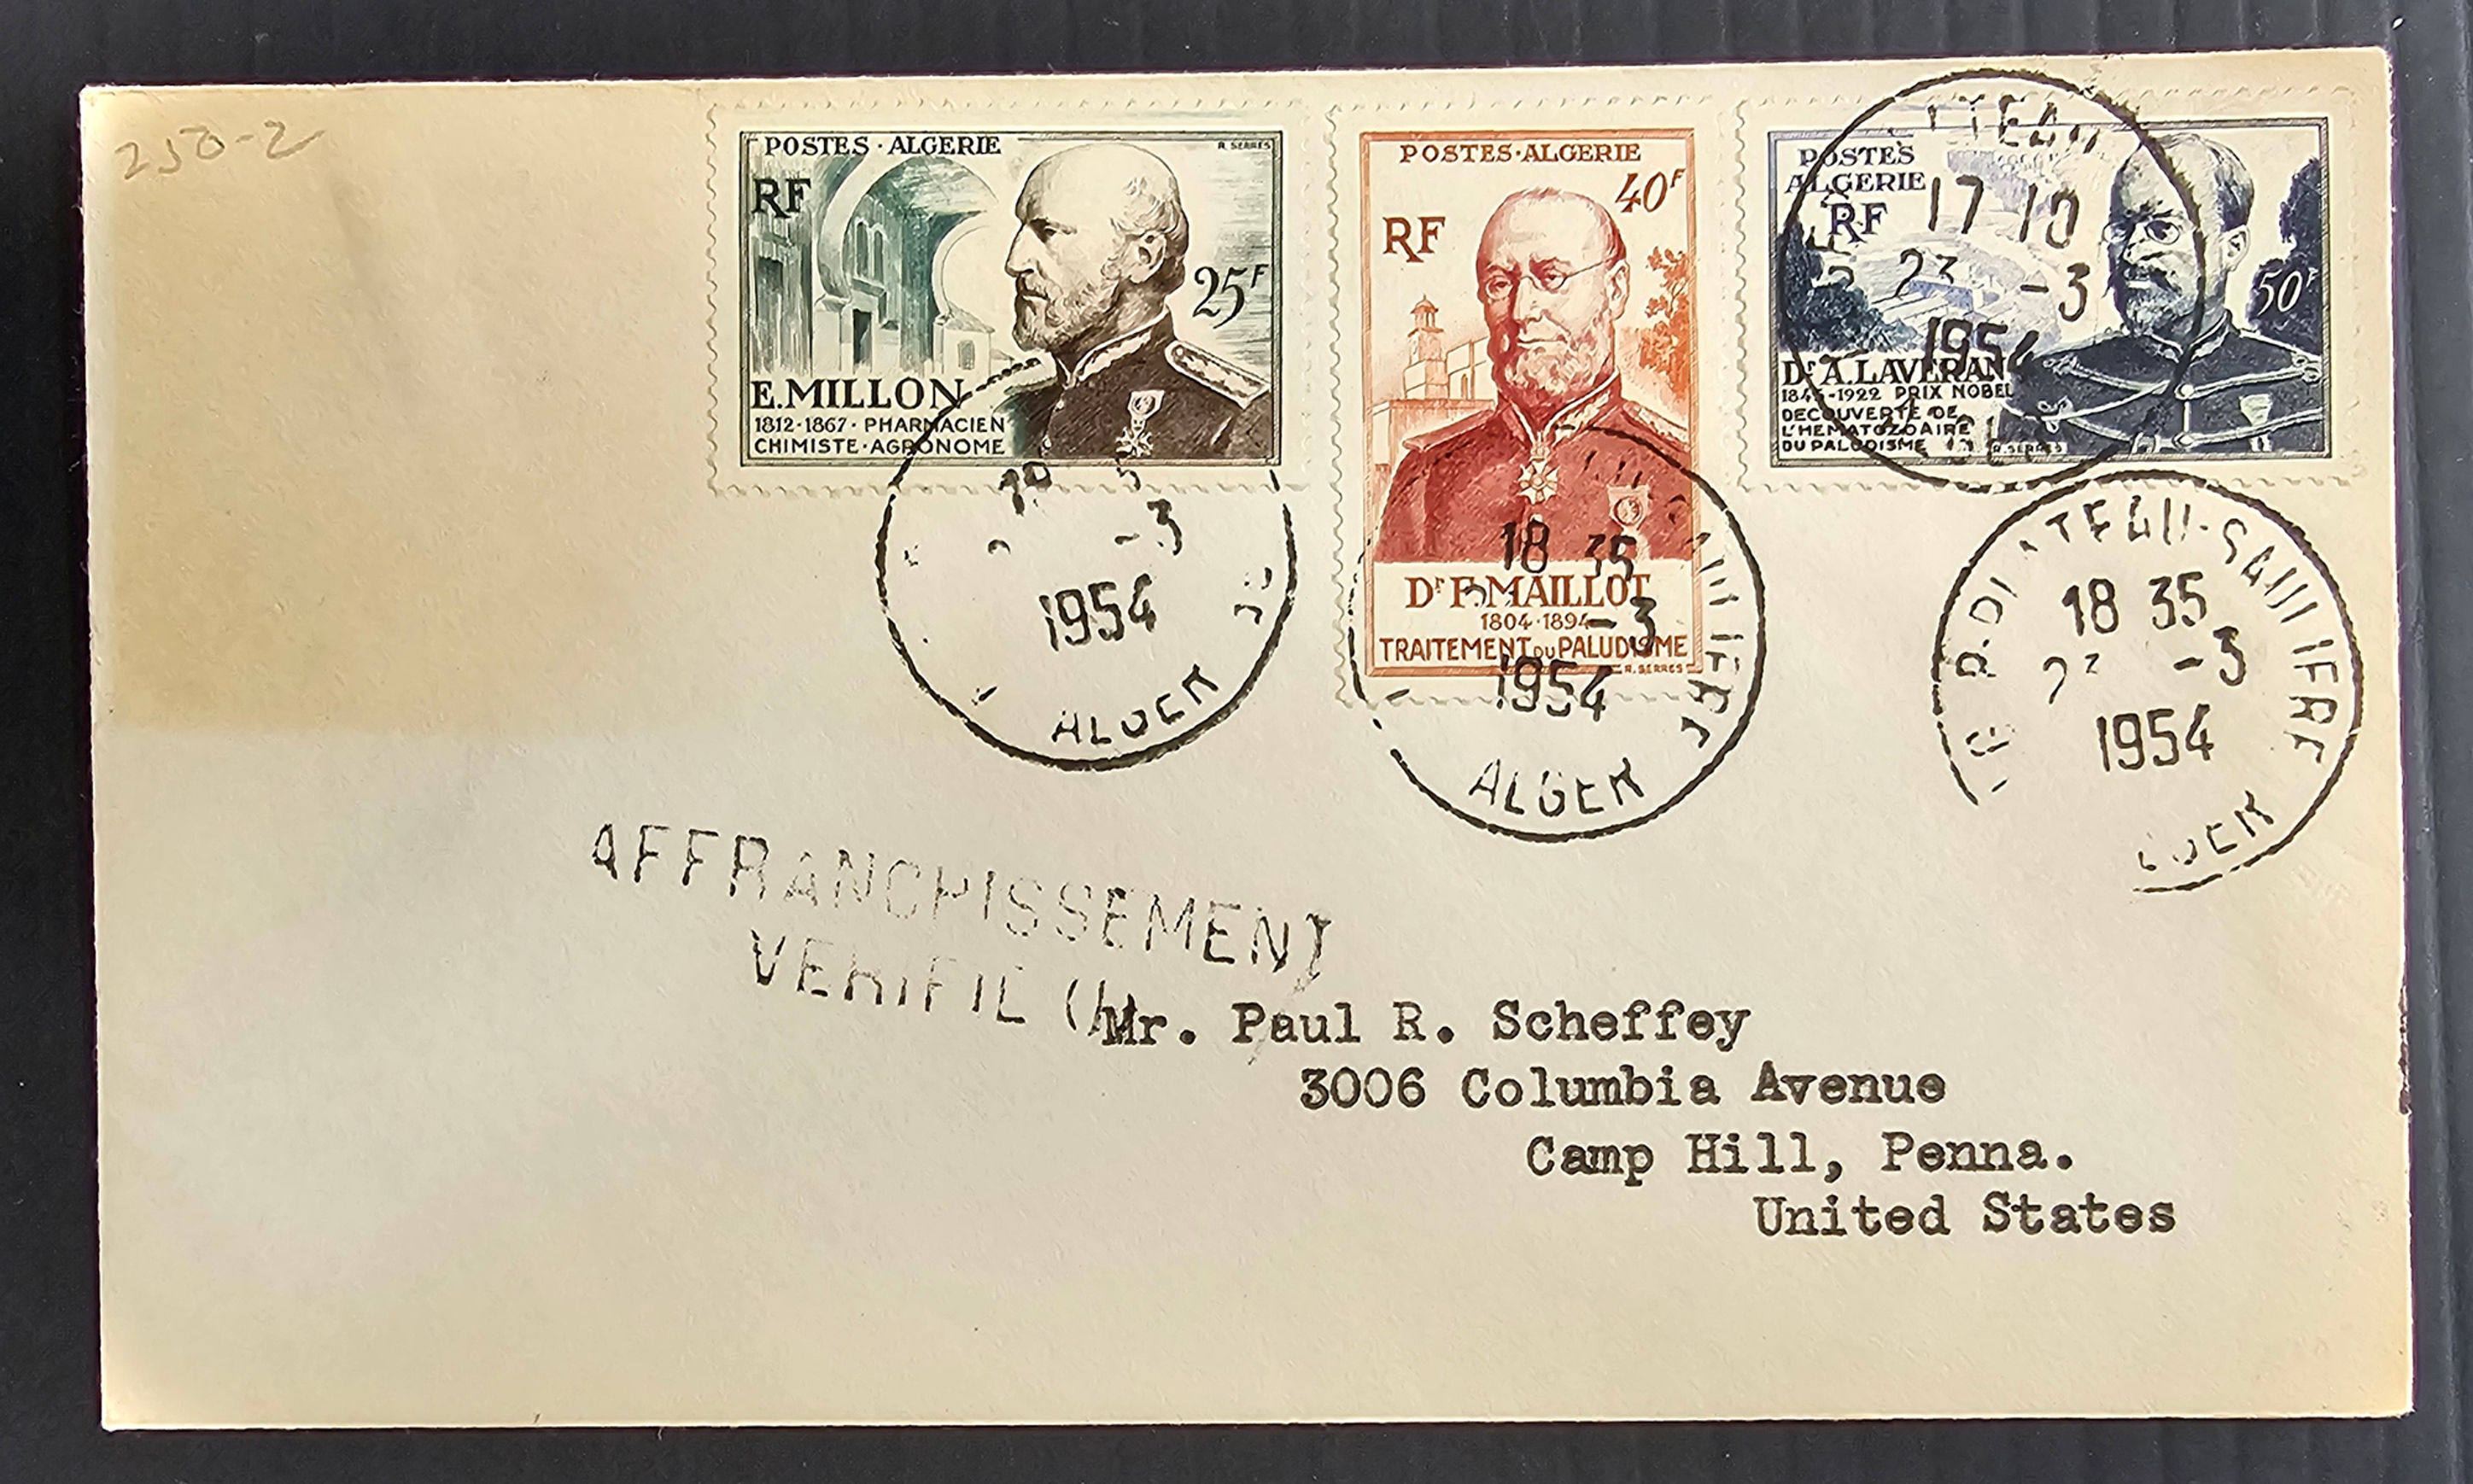 250-2
POSTES · ALGERIE
R. SERRES
RF
25F
E. MILLON
1812 · 1867 · PHARMACIEN
CHIMISTE · AGRONOME
POSTES · ALGERIE
40F
RF
Dr F. MAILLOT
1804 · 1894
TRAITEMENT DU PALUDISME
R. SERRES
POSTES
ALGERIE
RF
50F
Dr A. LAVERAN
1845-1922 PRIX NOBEL
DECOUVERTE DE
L'HEMATOZOAIRE
DU PALUDISME
R. SERRES
17 10
23 -3
1954
-3
1954
ALGER
18 35
-3
1954
ALGER
18 35
-3
1954
AFFRANCHISSEMENT
VERIFIE
Mr. Paul R. Scheffey
3006 Columbia Avenue
Camp Hill, Penna.
United States